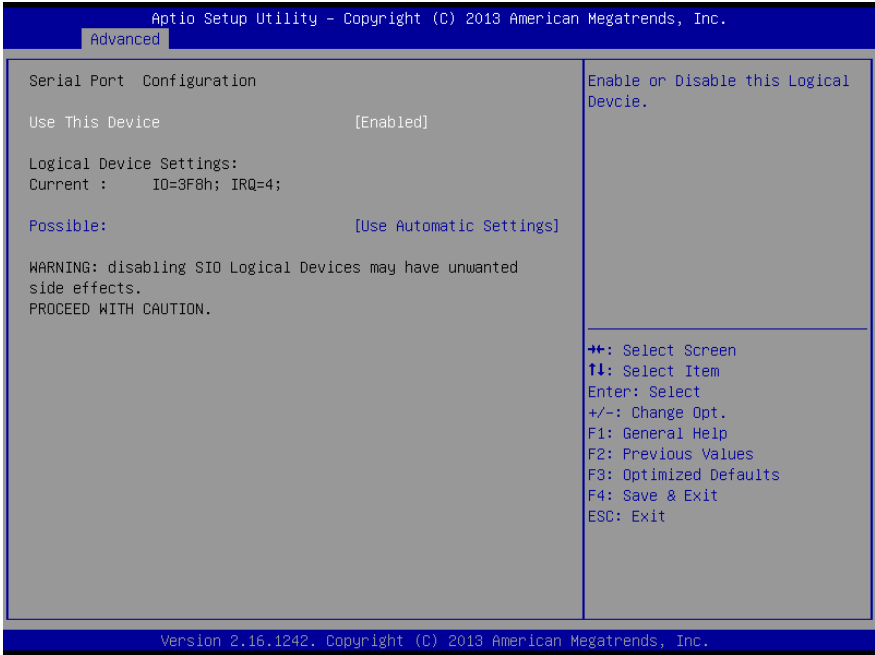 Aptio Setup Utility – Copyright (C) 2013 American Megatrends, Inc.
Advanced
Serial Port  Configuration
Use This Device [Enabled]
Logical Device Settings:
Current :     IO=3F8h; IRQ=4;
Possible: [Use Automatic Settings]
WARNING: disabling SIO Logical Devices may have unwanted
side effects.
PROCEED WITH CAUTION.
Enable or Disable this Logical
Devcie.
→←: Select Screen
↑↓: Select Item
Enter: Select
+/-: Change Opt.
F1: General Help
F2: Previous Values
F3: Optimized Defaults
F4: Save & Exit
ESC: Exit
Version 2.16.1242. Copyright (C) 2013 American Megatrends, Inc.